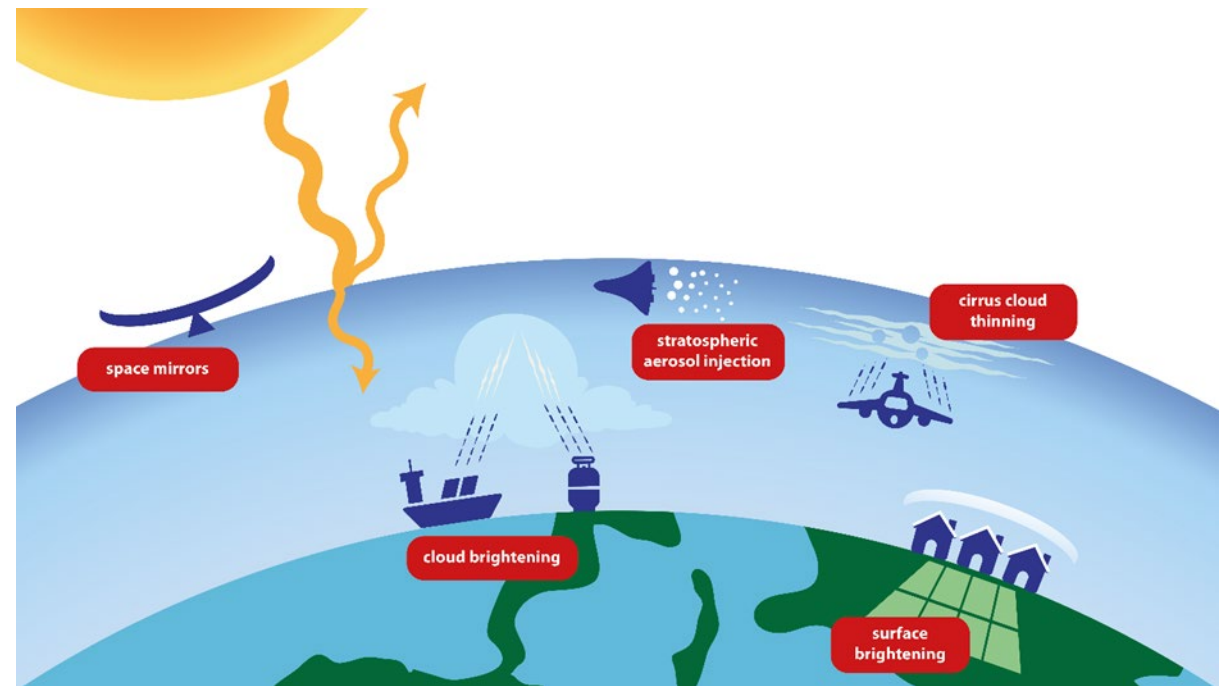 space mirrors
stratospheric
aerosol injection
cirrus cloud
thinning
cloud brightening
surface
brightening